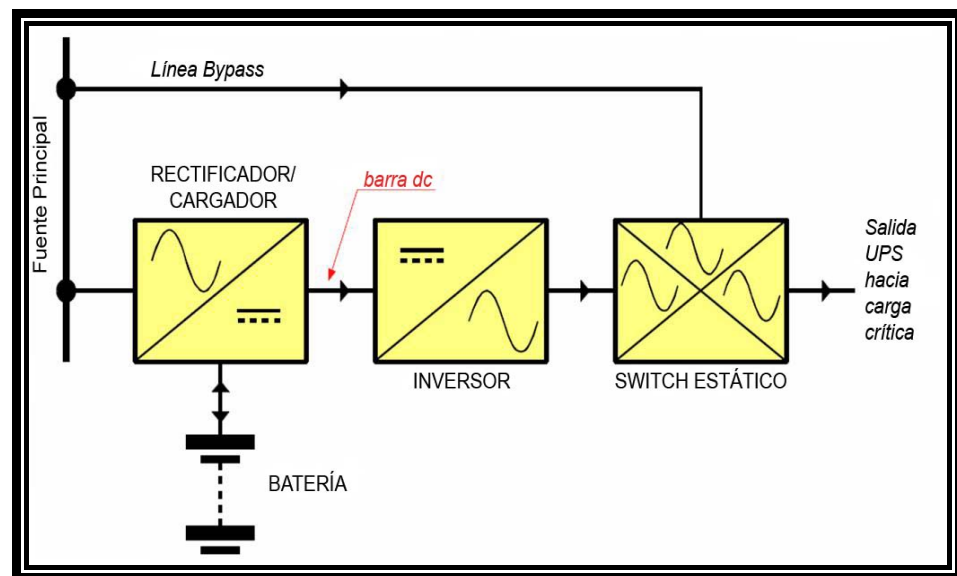 Línea Bypass
Fuente Principal
RECTIFICADOR/
CARGADOR
barra dc
Salida
UPS
hacia
carga
crítica
INVERSOR
SWITCH ESTÁTICO
BATERÍA